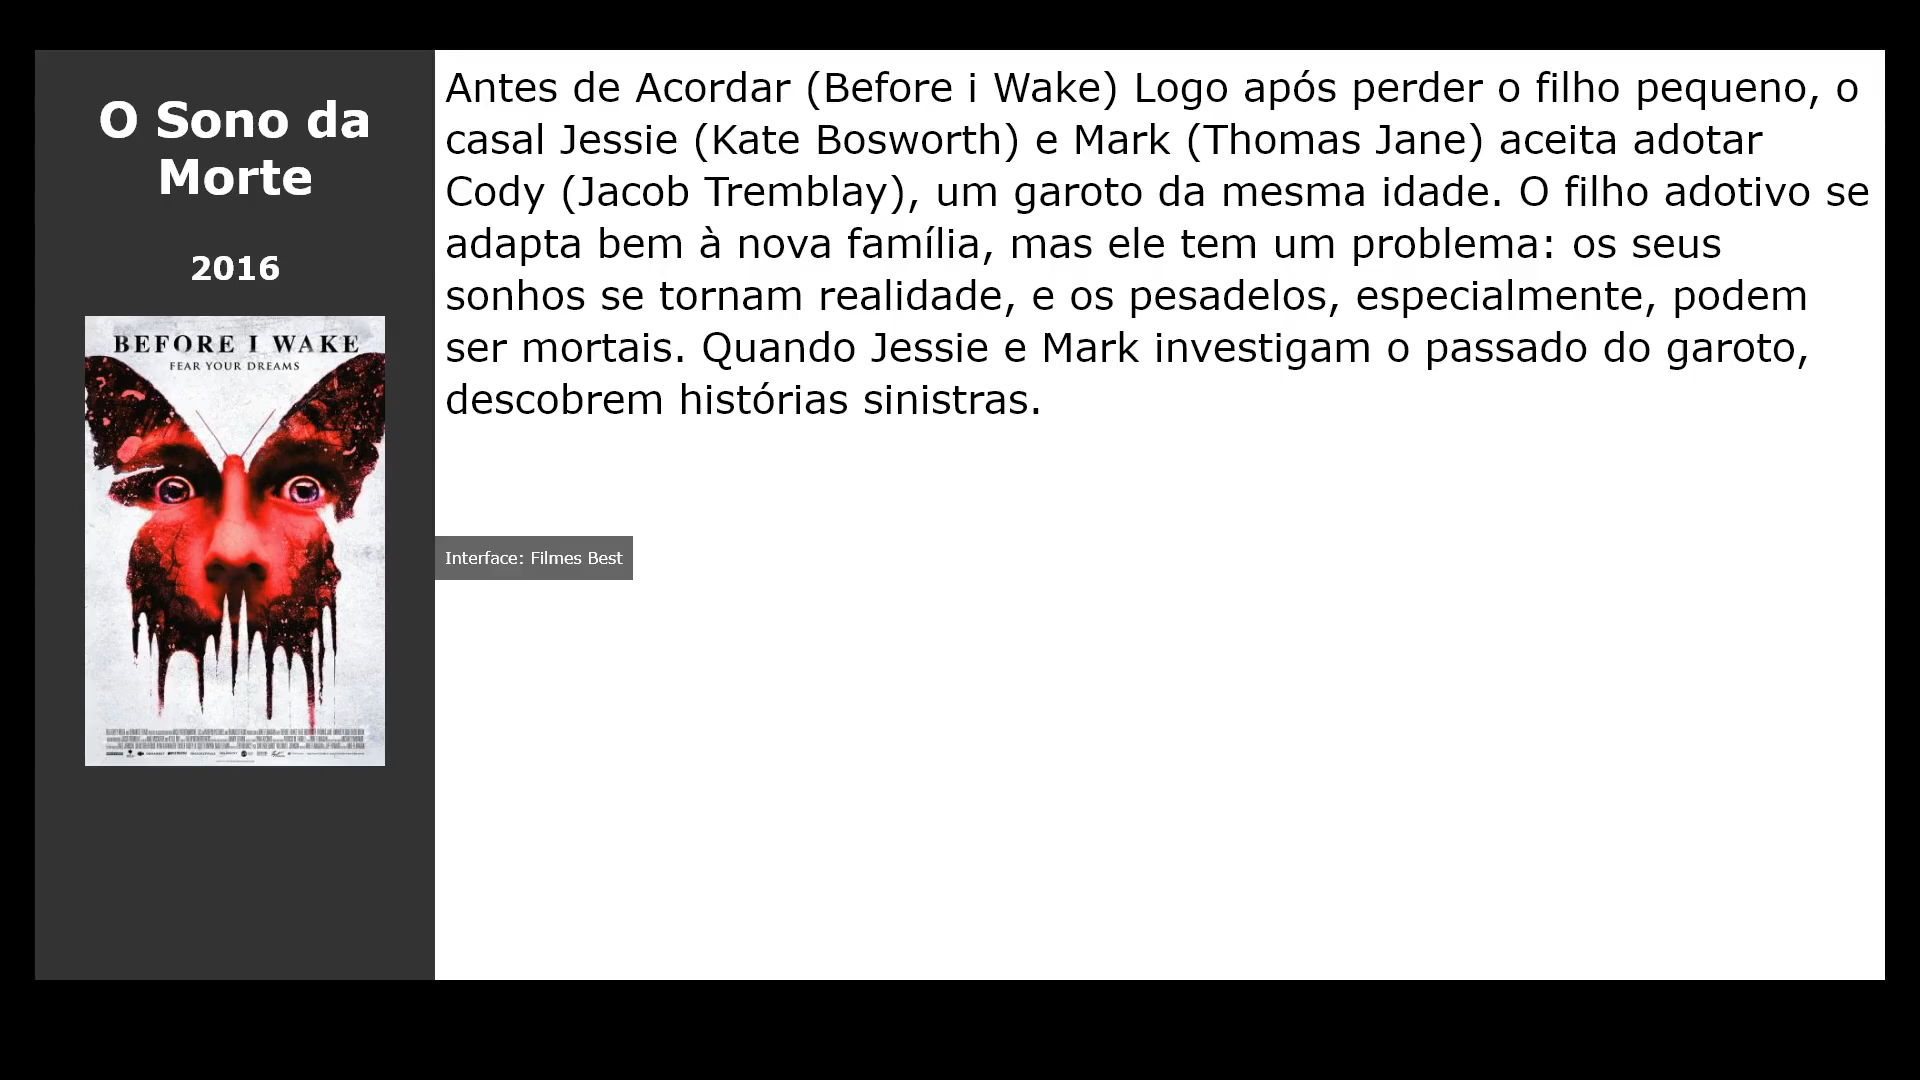 O Sono da
Morte
2016
BEFORE I WAKE
FEAR YOUR DREAMS
Antes de Acordar (Before i Wake) Logo após perder o filho pequeno, o
casal Jessie (Kate Bosworth) e Mark (Thomas Jane) aceita adotar
Cody (Jacob Tremblay), um garoto da mesma idade. O filho adotivo se
adapta bem à nova família, mas ele tem um problema: os seus
sonhos se tornam realidade, e os pesadelos, especialmente, podem
ser mortais. Quando Jessie e Mark investigam o passado do garoto,
descobrem histórias sinistras.
Interface: Filmes Best